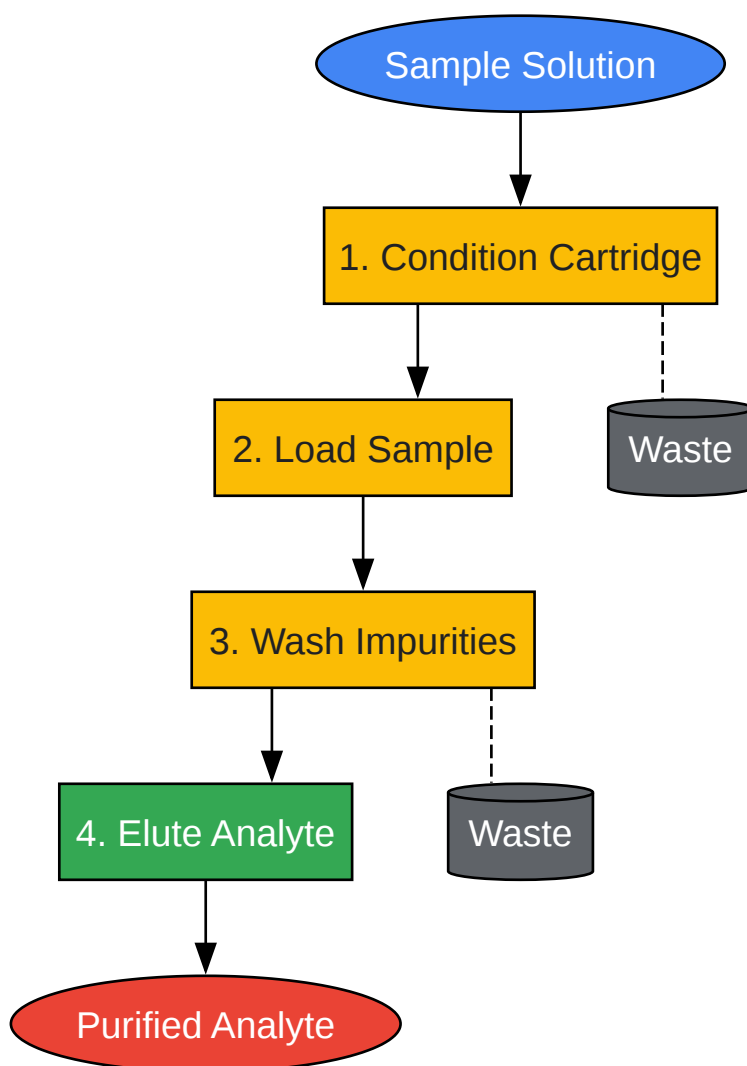 Sample Solution
1. Condition Cartridge
2. Load Sample
Waste
3. Wash Impurities
4. Elute Analyte
Waste
Purified Analyte